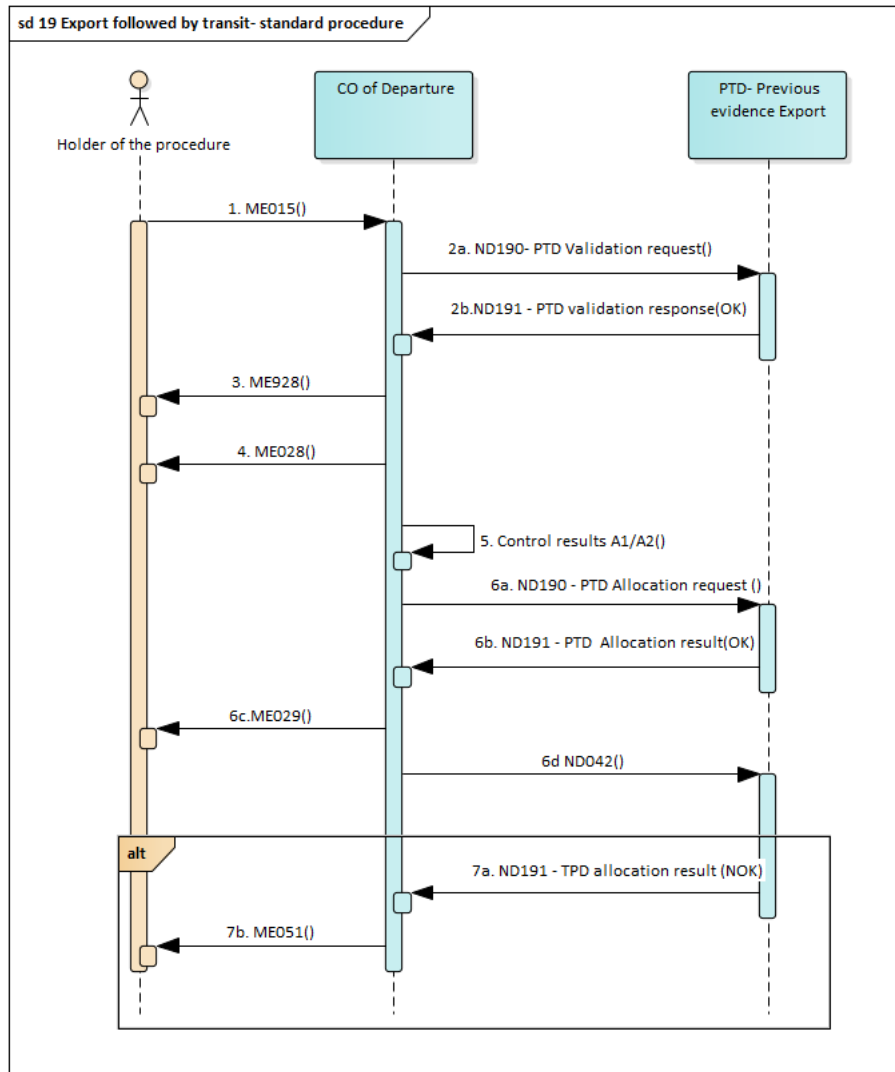 sd 19 Export followed by transit- standard procedure
CO of Departure
PTD- Previous
evidence Export
Holder of the procedure
1. ME015()
2a. ND190- PTD Validation request()
2b.ND191 - PTD validation response(OK)
3. ME928()
4. ME028()
5. Control results A1/A2()
6a. ND190 - PTD Allocation request ()
6b. ND191 - PTD  Allocation result(OK)
6c.ME029()
6d ND042()
alt
7a. ND191 - TPD allocation result (NOK)
7b. ME051()